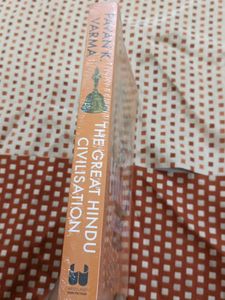 PAVAN K.
VARMA
THE GREAT HINDU
CIVILISATION